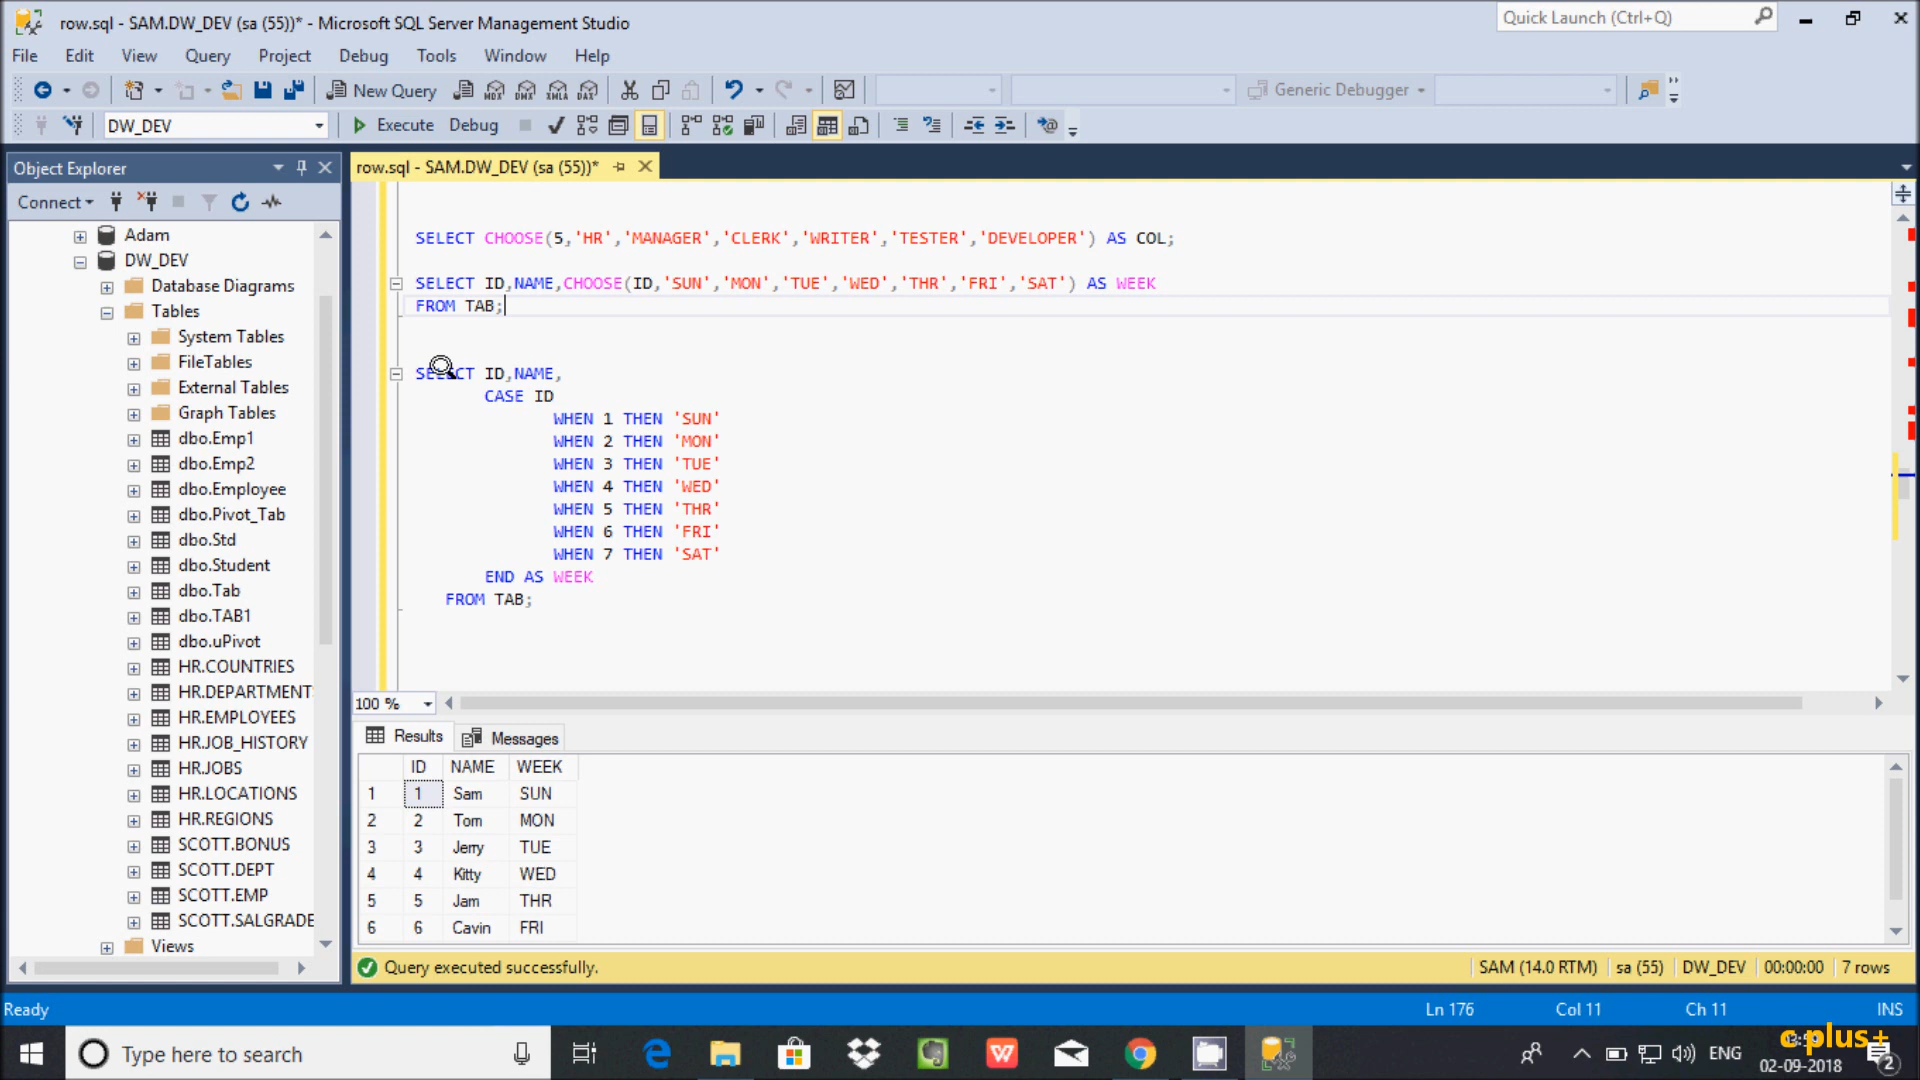 row.sql - SAM.DW_DEV (sa (55))* - Microsoft SQL Server Management Studio
Quick Launch (Ctrl+Q)
File Edit View Query Project Debug Tools Window Help
New Query MDX DMX XMLA DAX Generic Debugger
DW_DEV Execute Debug
Object Explorer
Connect
Adam
DW_DEV
Database Diagrams
Tables
System Tables
FileTables
External Tables
Graph Tables
dbo.Emp1
dbo.Emp2
dbo.Employee
dbo.Pivot_Tab
dbo.Std
dbo.Student
dbo.Tab
dbo.TAB1
dbo.uPivot
HR.COUNTRIES
HR.DEPARTMENT
HR.EMPLOYEES
HR.JOB_HISTORY
HR.JOBS
HR.LOCATIONS
HR.REGIONS
SCOTT.BONUS
SCOTT.DEPT
SCOTT.EMP
SCOTT.SALGRADE
Views
row.sql - SAM.DW_DEV (sa (55))*
SELECT CHOOSE(5,'HR','MANAGER','CLERK','WRITER','TESTER','DEVELOPER') AS COL;
SELECT ID,NAME,CHOOSE(ID,'SUN','MON','TUE','WED','THR','FRI','SAT') AS WEEK
FROM TAB;
SELECT ID,NAME,
CASE ID
WHEN 1 THEN 'SUN'
WHEN 2 THEN 'MON'
WHEN 3 THEN 'TUE'
WHEN 4 THEN 'WED'
WHEN 5 THEN 'THR'
WHEN 6 THEN 'FRI'
WHEN 7 THEN 'SAT'
END AS WEEK
FROM TAB;
100 %
Results Messages
ID NAME WEEK
1 1 Sam SUN
2 2 Tom MON
3 3 Jerry TUE
4 4 Kitty WED
5 5 Jam THR
6 6 Cavin FRI
Query executed successfully. SAM (14.0 RTM) sa (55) DW_DEV 00:00:00 7 rows
Ready Ln 176 Col 11 Ch 11 INS
Type here to search
ENG
c plus+
02-09-2018
2